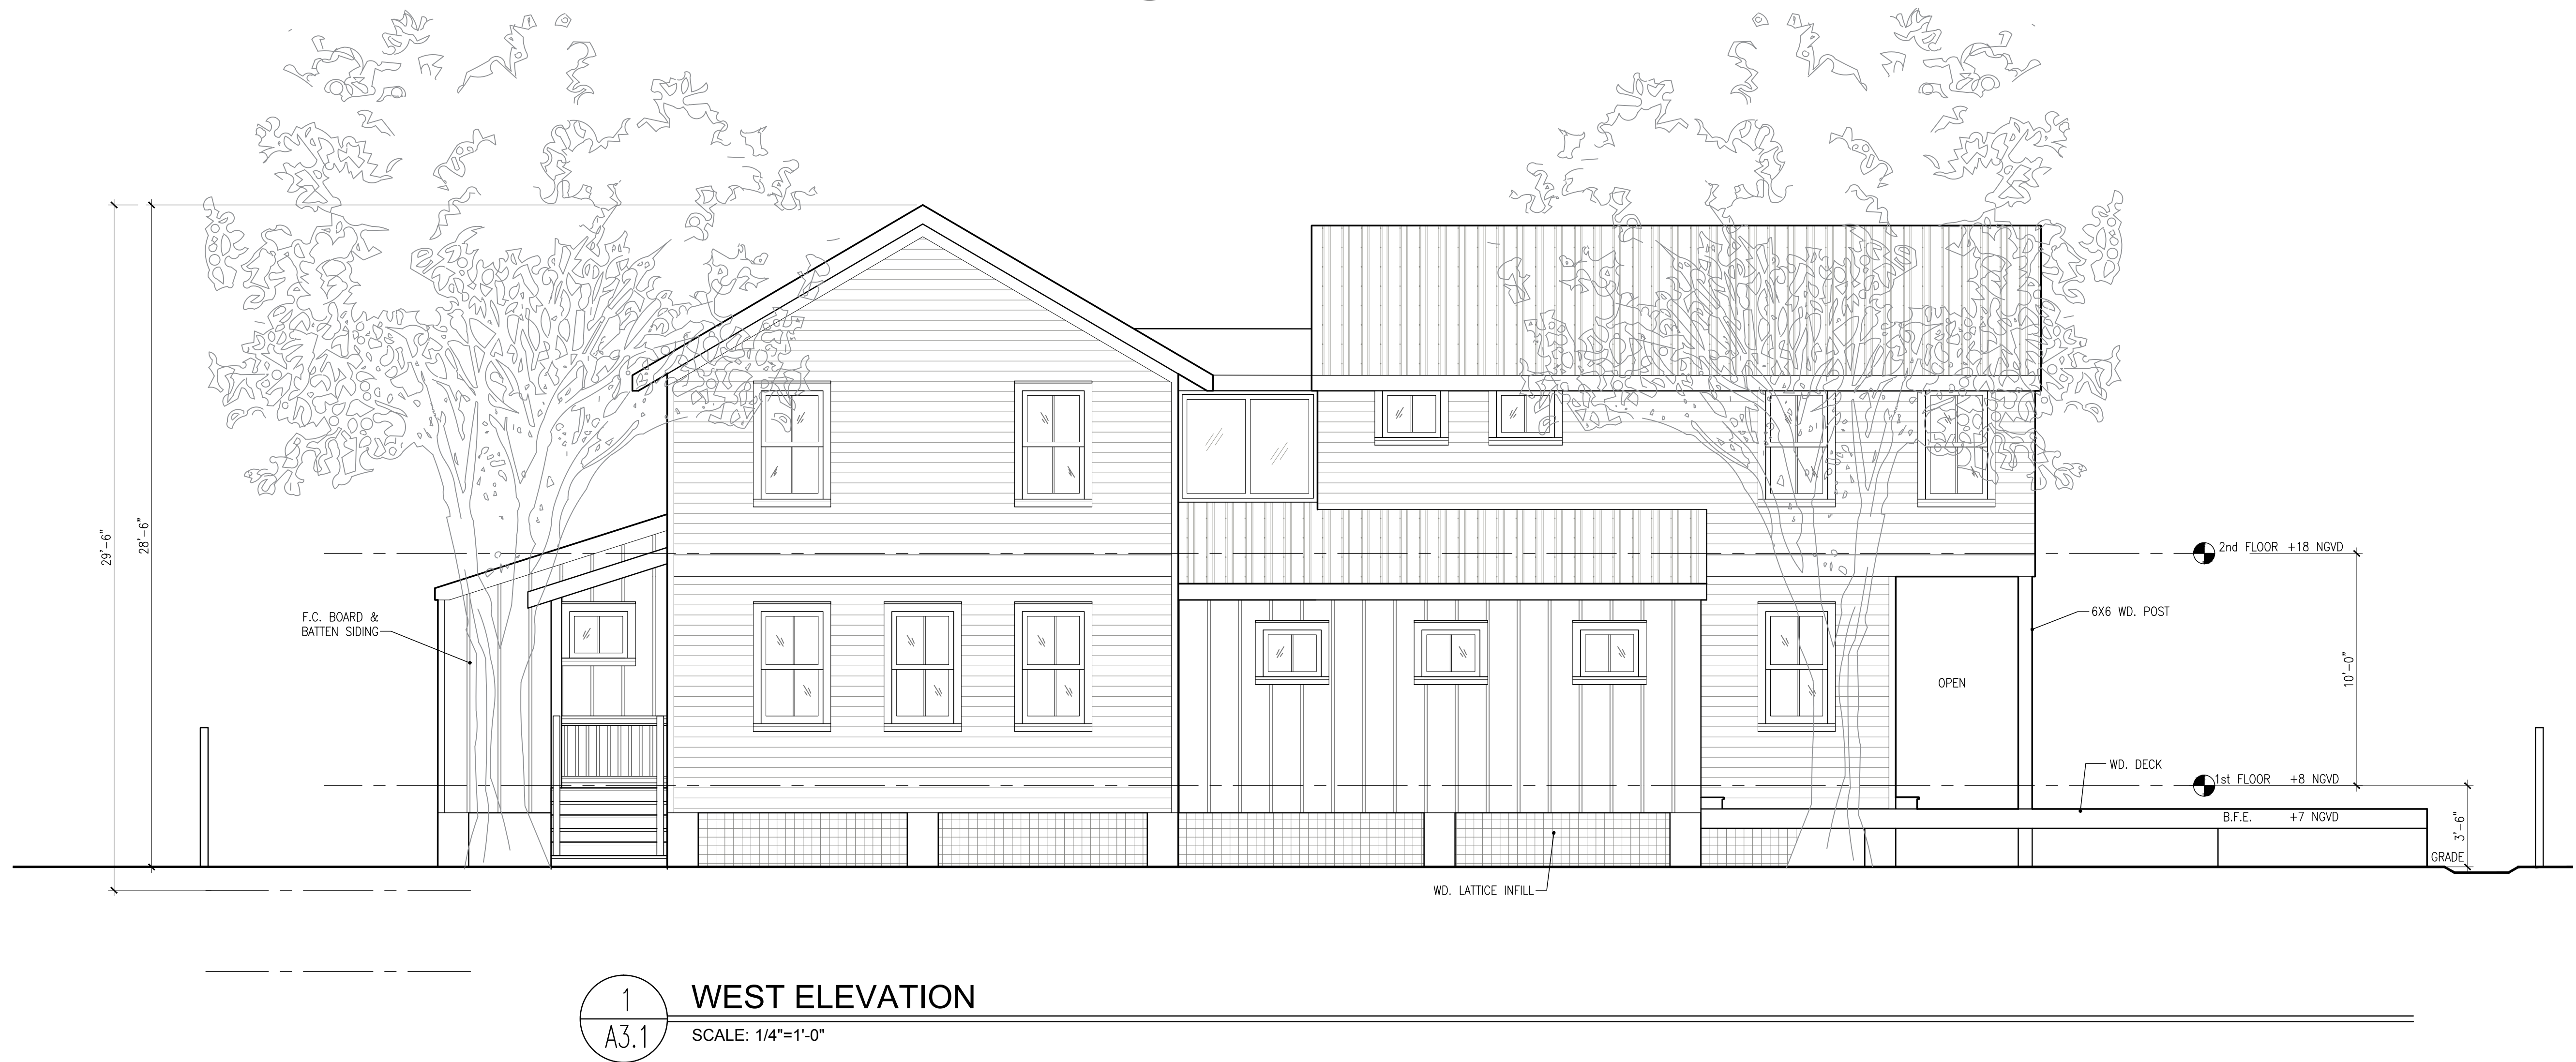 29'-6"
28'-6"
F.C. BOARD &
BATTEN SIDING
2nd FLOOR +18 NGVD
6X6 WD. POST
10'-0"
OPEN
WD. DECK
1st FLOOR +8 NGVD
B.F.E. +7 NGVD
3'-6"
GRADE
WD. LATTICE INFILL
1
A3.1
WEST ELEVATION
SCALE: 1/4"=1'-0"